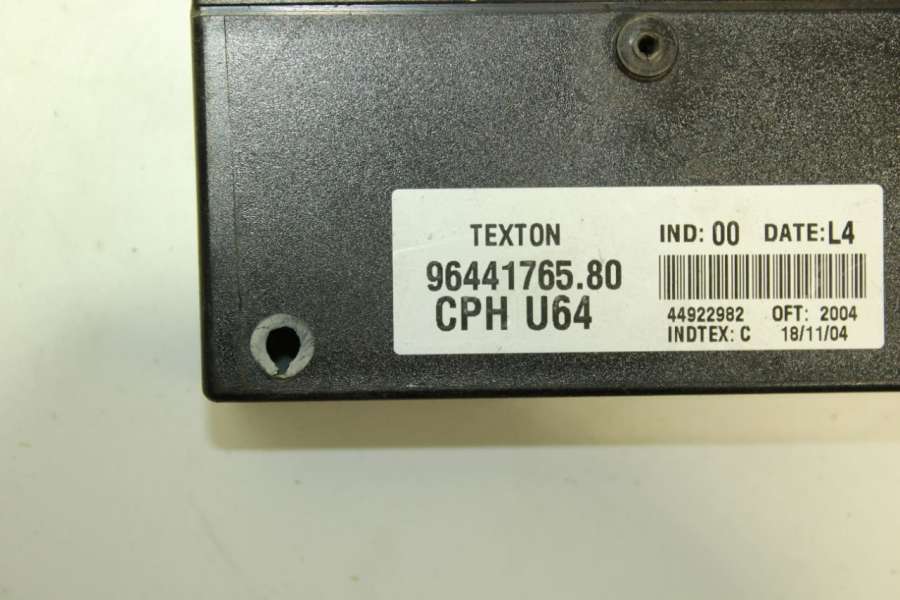 TEXTON
96441765.80
CPH U64
IND: 00 DATE: L4
44922982 OFT: 2004
INDTEX: C 18/11/04